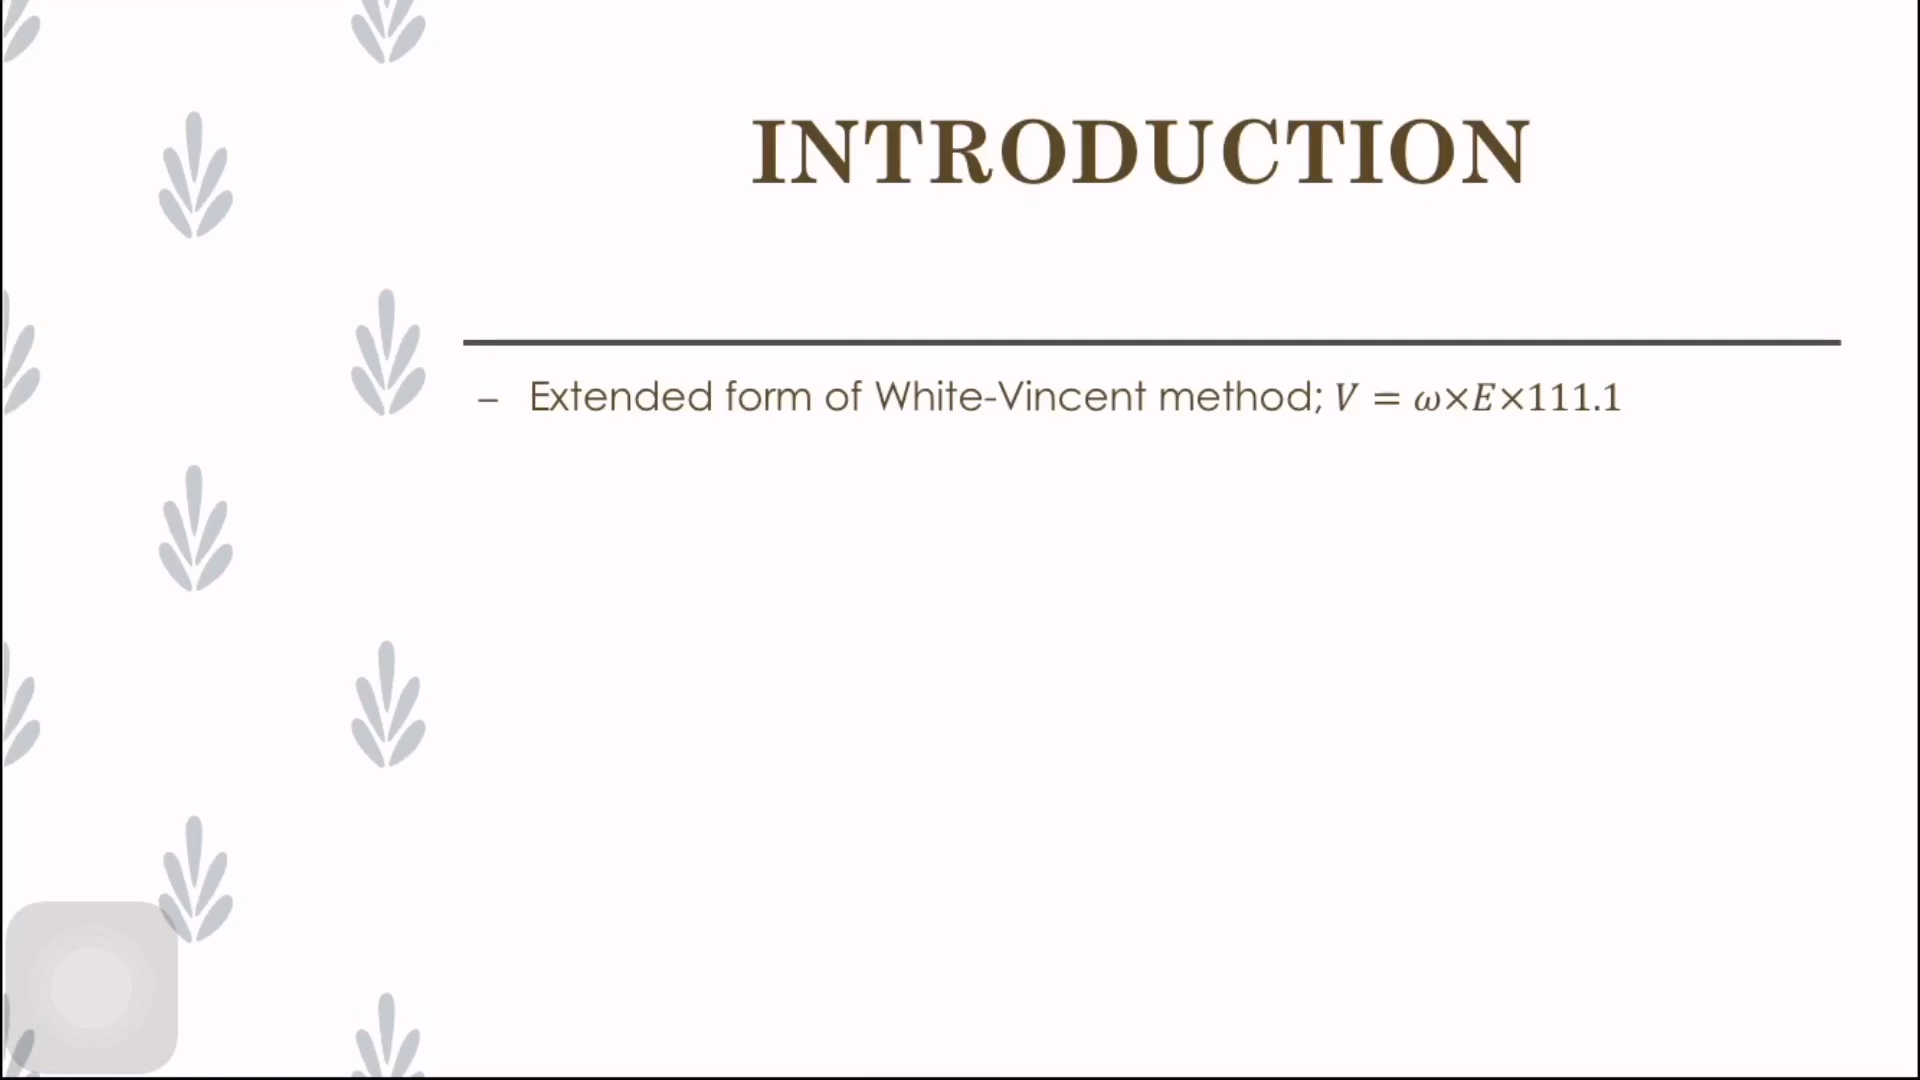 INTRODUCTION
– Extended form of White-Vincent method; 𝑉 = 𝜔×𝐸×111.1